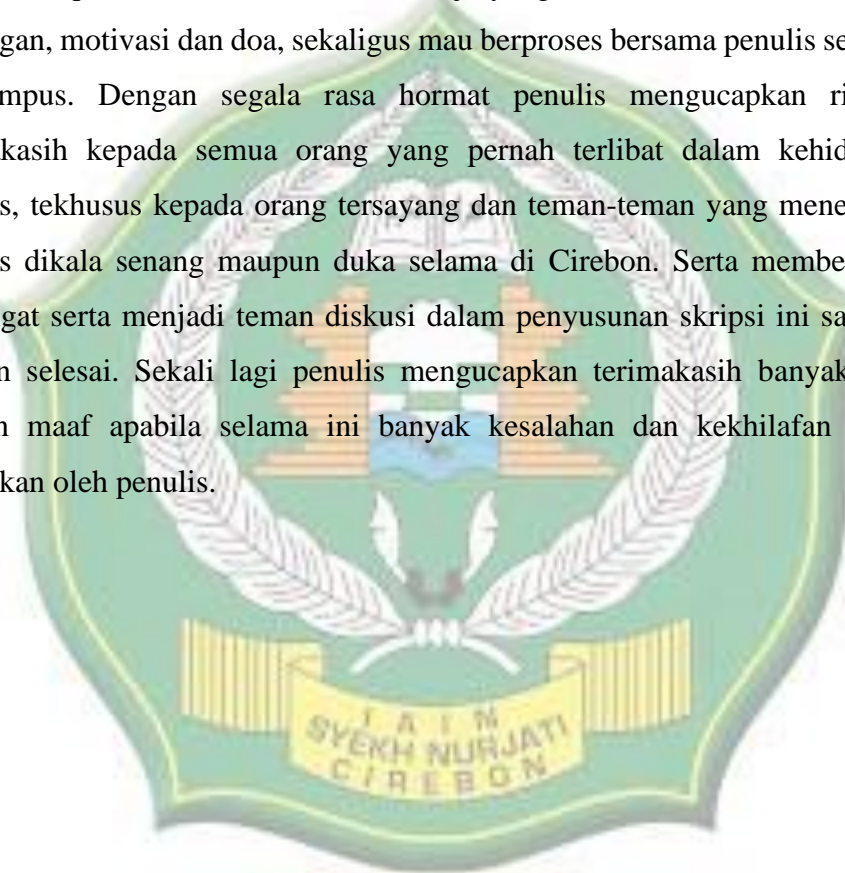 gan, motivasi dan doa, sekaligus mau berproses bersama penulis se
mpus. Dengan segala rasa hormat penulis mengucapkan ri
akasih kepada semua orang yang pernah terlibat dalam kehid
s, tekhusus kepada orang tersayang dan teman-teman yang mene
s dikala senang maupun duka selama di Cirebon. Serta membe
gat serta menjadi teman diskusi dalam penyusunan skripsi ini sa
n selesai. Sekali lagi penulis mengucapkan terimakasih banyak
n maaf apabila selama ini banyak kesalahan dan kekhilafan
kan oleh penulis.
I A I N
SYEKH NURJATI
CIREBON